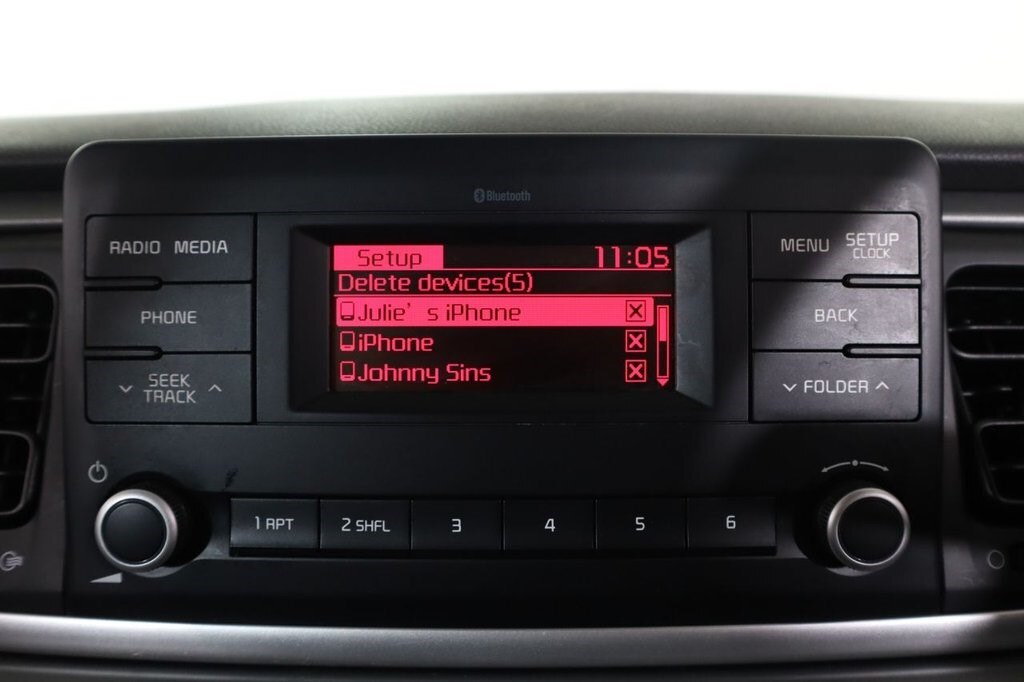 Bluetooth
RADIO MEDIA
PHONE
SEEK
TRACK
Setup 11:05
Delete devices(5)
Julie's iPhone
iPhone
Johnny Sins
MENU SETUP
CLOCK
BACK
FOLDER
1 RPT 2 SHFL 3 4 5 6